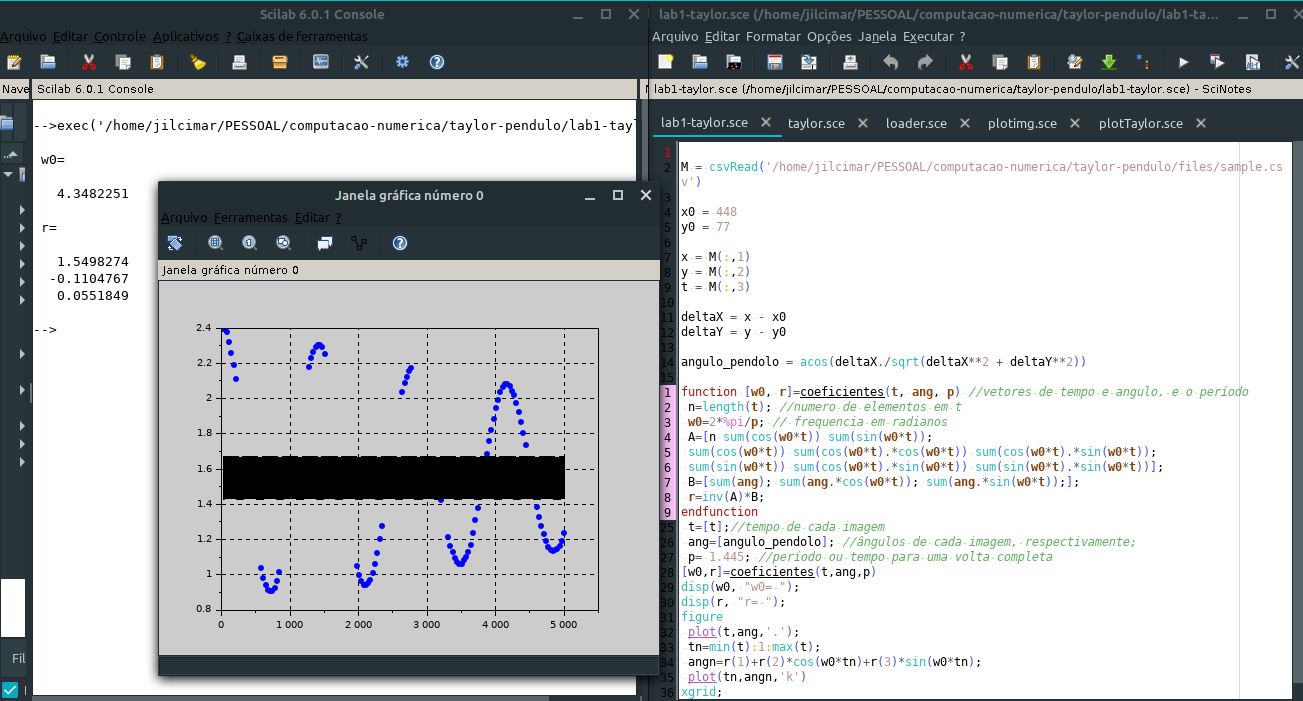 Scilab 6.0.1 Console
Arquivo Editar Controle Aplicativos ? Caixas de ferramentas
Nave
Scilab 6.0.1 Console
-->exec('/home/jilcimar/PESSOAL/computacao-numerica/taylor-pendulo/lab1-tayl
w0=
4.3482251
r=
1.5498274
-0.1104767
0.0551849
-->
Fil
Janela gráfica número 0
Arquivo Ferramentas Editar ?
Janela gráfica número 0
2.4
2.2
2
1.8
1.6
1.4
1.2
1
0.8
0
1 000
2 000
3 000
4 000
5 000
lab1-taylor.sce (/home/jilcimar/PESSOAL/computacao-numerica/taylor-pendulo/lab1-ta...
Arquivo Editar Formatar Opções Janela Executar ?
lab1-taylor.sce (/home/jilcimar/PESSOAL/computacao-numerica/taylor-pendulo/lab1-taylor.sce) - SciNotes
lab1-taylor.sce taylor.sce loader.sce plotimg.sce plotTaylor.sce
1
2 M = csvRead('/home/jilcimar/PESSOAL/computacao-numerica/taylor-pendulo/files/sample.cs
v')
3
4 x0 = 448
5 y0 = 77
6
7 x = M(:,1)
8 y = M(:,2)
9 t = M(:,3)
10
11 deltaX = x - x0
12 deltaY = y - y0
13
14 angulo_pendolo = acos(deltaX./sqrt(deltaX**2 + deltaY**2))
15
1 function [w0, r]=coeficientes(t, ang, p) //vetores de tempo e angulo, e o período
2 n=length(t); //numero de elementos em t
3 w0=2*%pi/p; // frequencia em radianos
4 A=[n sum(cos(w0*t)) sum(sin(w0*t));
5 sum(cos(w0*t)) sum(cos(w0*t).*cos(w0*t)) sum(cos(w0*t).*sin(w0*t));
6 sum(sin(w0*t)) sum(cos(w0*t).*sin(w0*t)) sum(sin(w0*t).*sin(w0*t))];
7 B=[sum(ang); sum(ang.*cos(w0*t)); sum(ang.*sin(w0*t));];
8 r=inv(A)*B;
9 endfunction
25 t=[t];//tempo de cada imagem
26 ang=[angulo_pendolo]; //ângulos de cada imagem, respectivamente;
27 p= 1.445; //período ou tempo para uma volta completa
28 [w0,r]=coeficientes(t,ang,p)
29 disp(w0, "w0= ");
30 disp(r, "r= ");
31 figure
32 plot(t,ang,'.');
33 tn=min(t):1:max(t);
34 angn=r(1)+r(2)*cos(w0*tn)+r(3)*sin(w0*tn);
35 plot(tn,angn,'k')
36 xgrid;